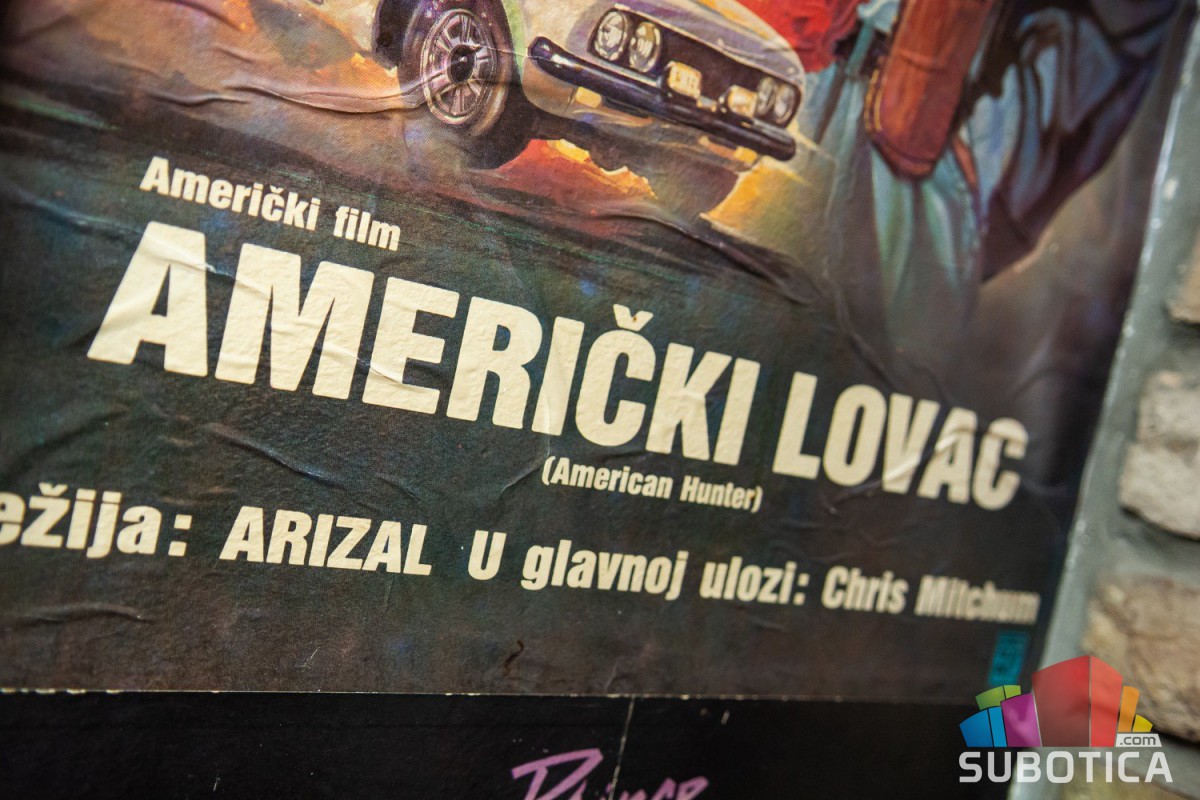 Američki film
AMERIČKI LOVAC
(American Hunter)
ežija: ARIZAL U glavnoj ulozi: Chris Mitchum
.com
SUBOTICA